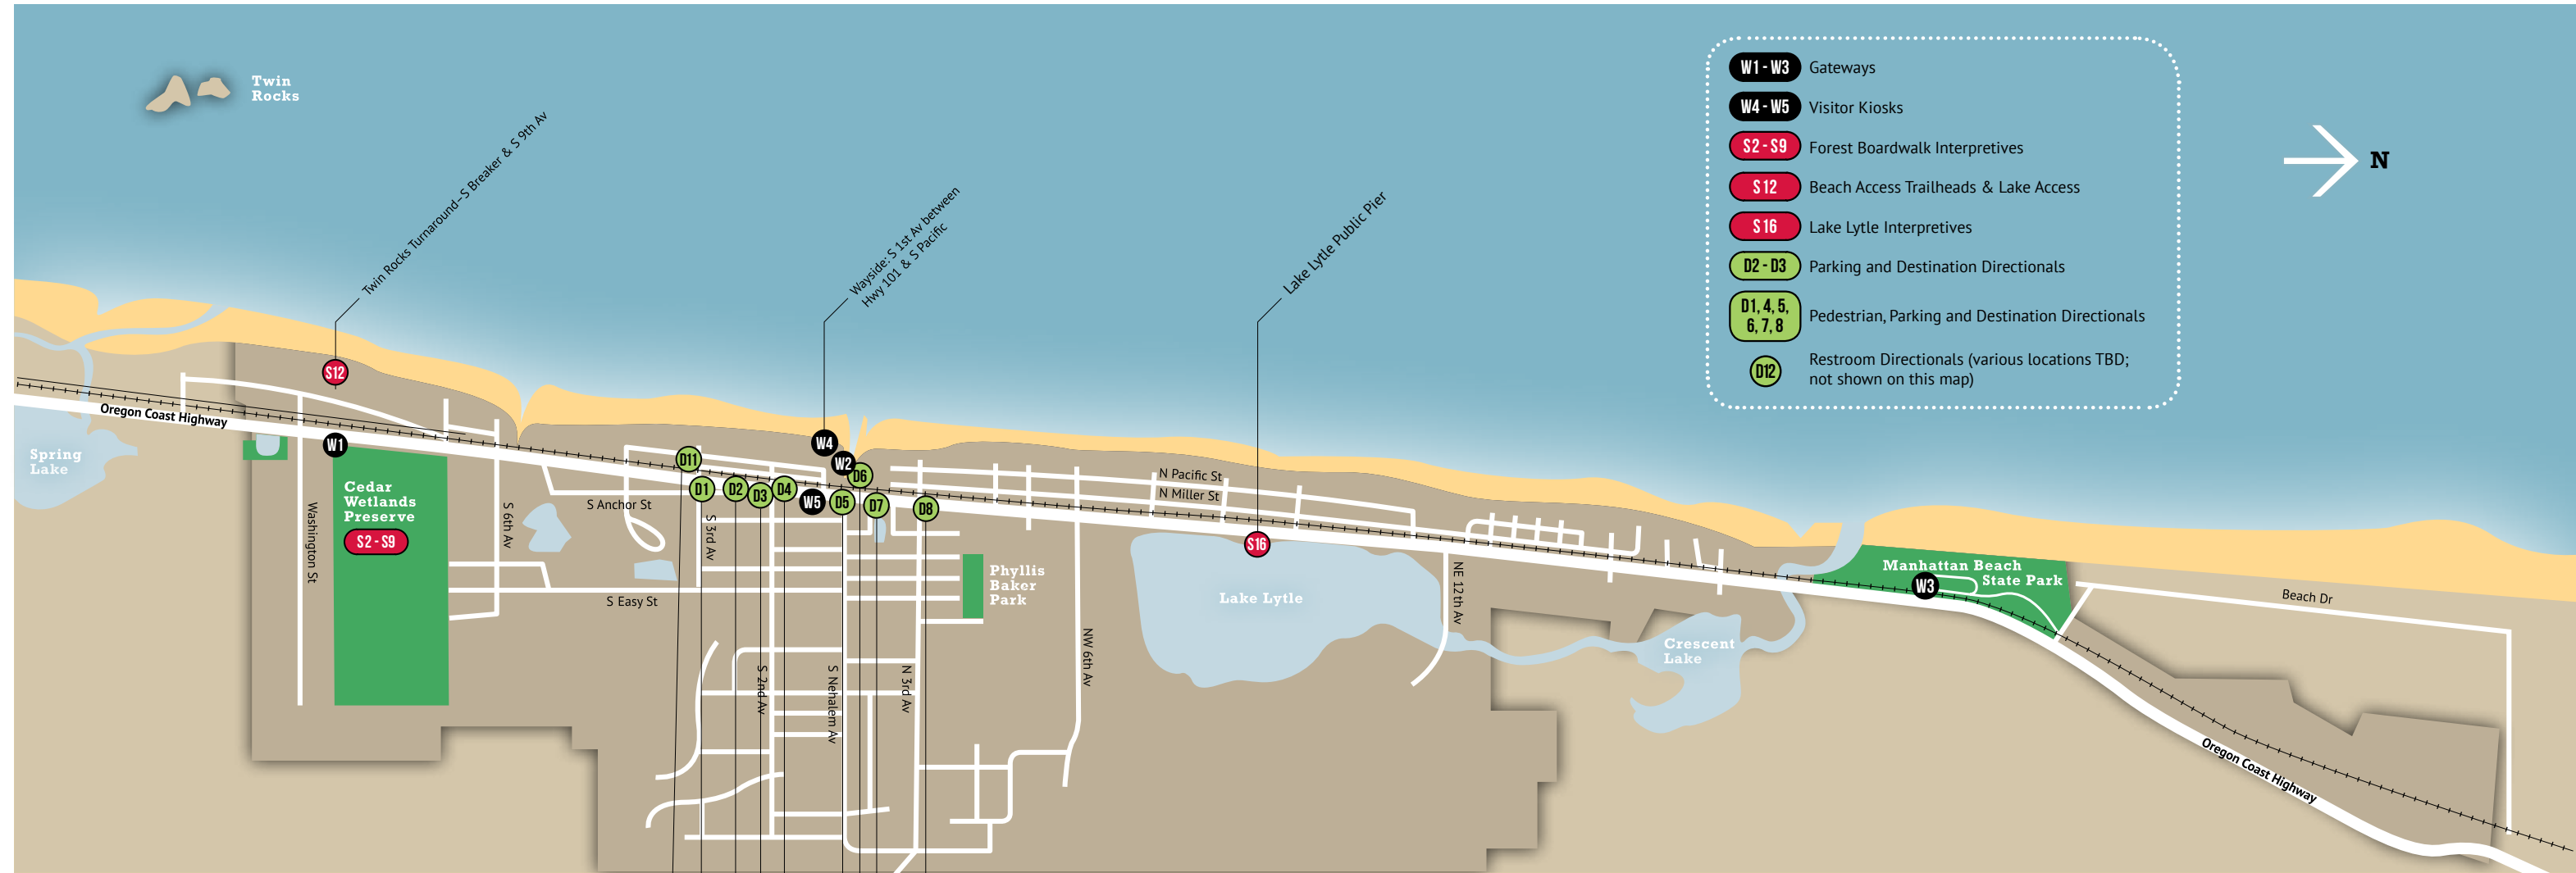 Twin
Rocks
Twin Rocks Turnaround–S Breaker & S 9th Av
Wayside: S 1st Av between
Hwy 101 & S Pacific
Lake Lytle Public Pier
W1 - W3 Gateways
W4 - W5 Visitor Kiosks
S2 - S9 Forest Boardwalk Interpretives
S12 Beach Access Trailheads & Lake Access
S16 Lake Lytle Interpretives
D2 - D3 Parking and Destination Directionals
D1, 4, 5,
6, 7, 8
Pedestrian, Parking and Destination Directionals
D12
Restroom Directionals (various locations TBD;
not shown on this map)
N
S12
Oregon Coast Highway
Spring
Lake
W1
Cedar
Wetlands
Preserve
S2 - S9
Washington St
S 6th Av
S Anchor St
S Easy St
S 3rd Av
D11
D1
D2
D3
D4
W5
W4
W2
D6
D5
D7
D8
S 2nd Av
S Nehalem Av
N 3rd Av
Phyllis
Baker
Park
NW 6th Av
N Pacific St
N Miller St
S16
Lake Lytle
NE 12th Av
Crescent
Lake
Manhattan Beach
State Park
W3
Beach Dr
Oregon Coast Highway